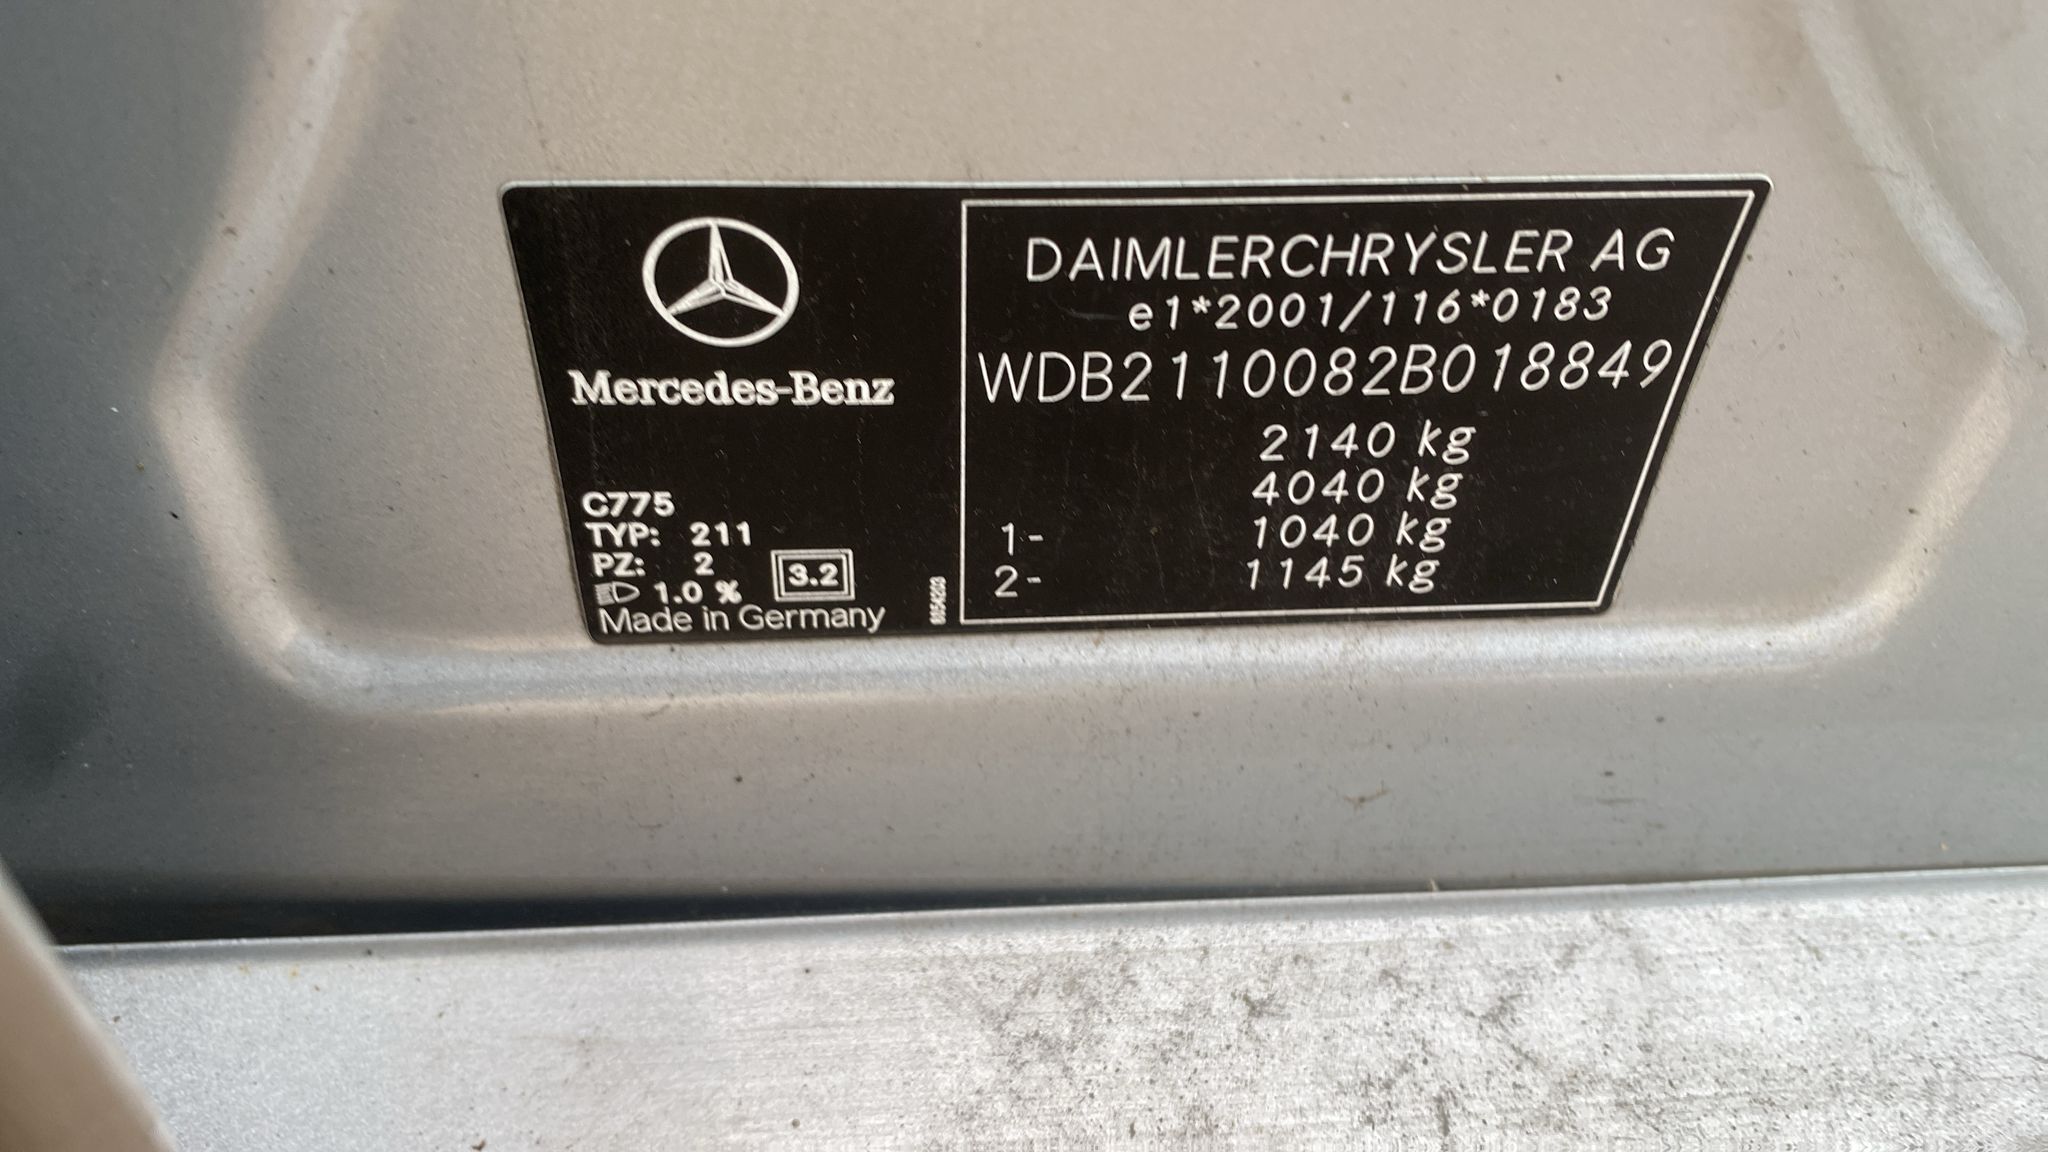 Mercedes-Benz
C775
TYP: 211
PZ: 2
1.0 %
3.2
Made in Germany
DAIMLERCHRYSLER AG
e1*2001/116*0183
WDB2110082B018849
2140 kg
4040 kg
1- 1040 kg
2- 1145 kg